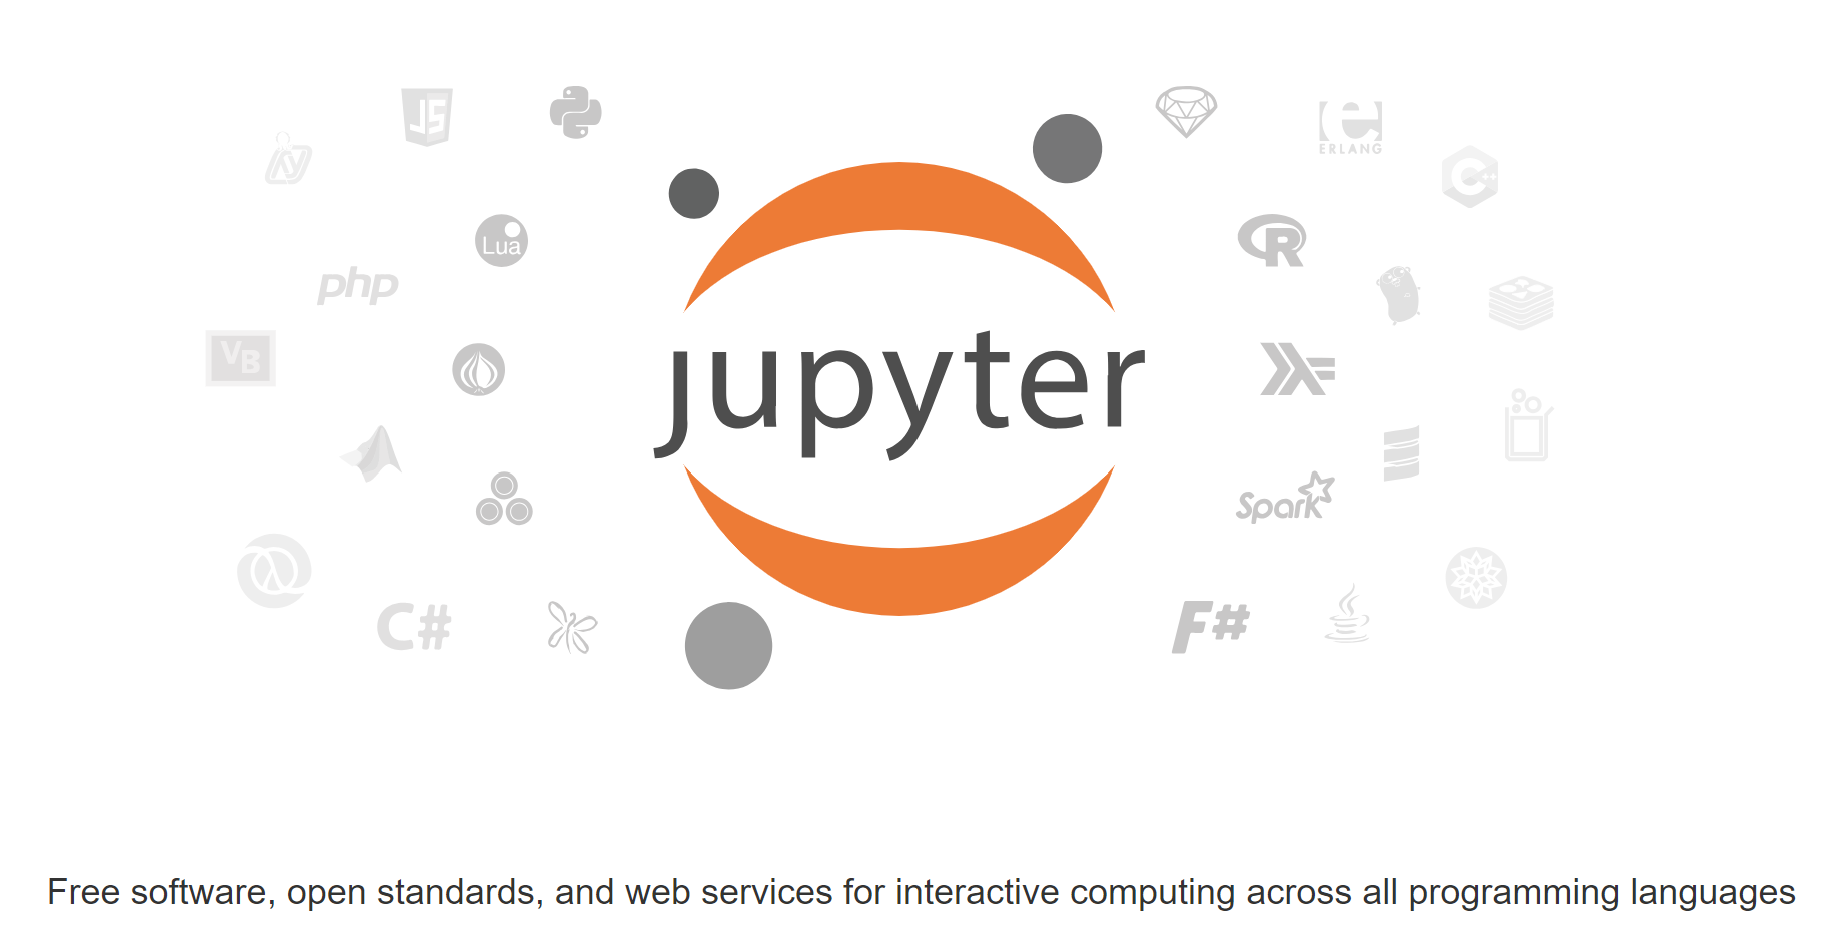 JS
ERLANG
C++
Lua
R
php
VB
jupyter
Spark
C#
F#
Free software, open standards, and web services for interactive computing across all programming languages